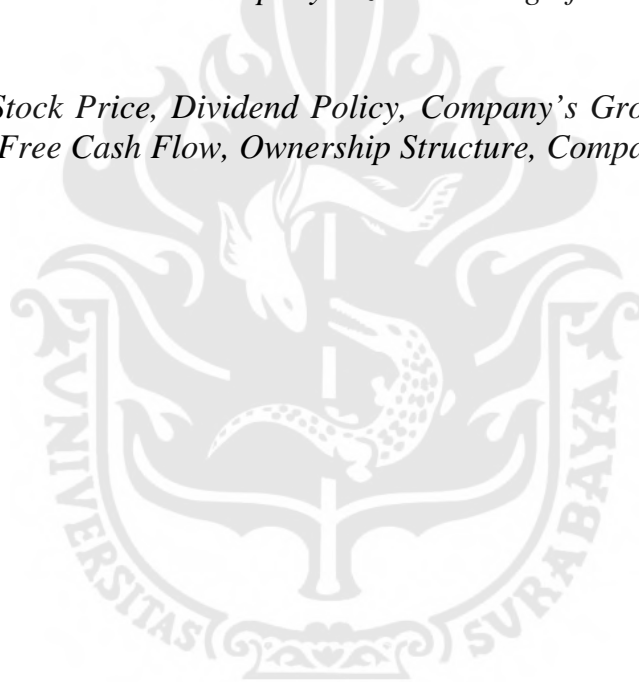 Stock Price, Dividend Policy, Company's Gro
Free Cash Flow, Ownership Structure, Compa
UNIVERSITAS SURABAYA